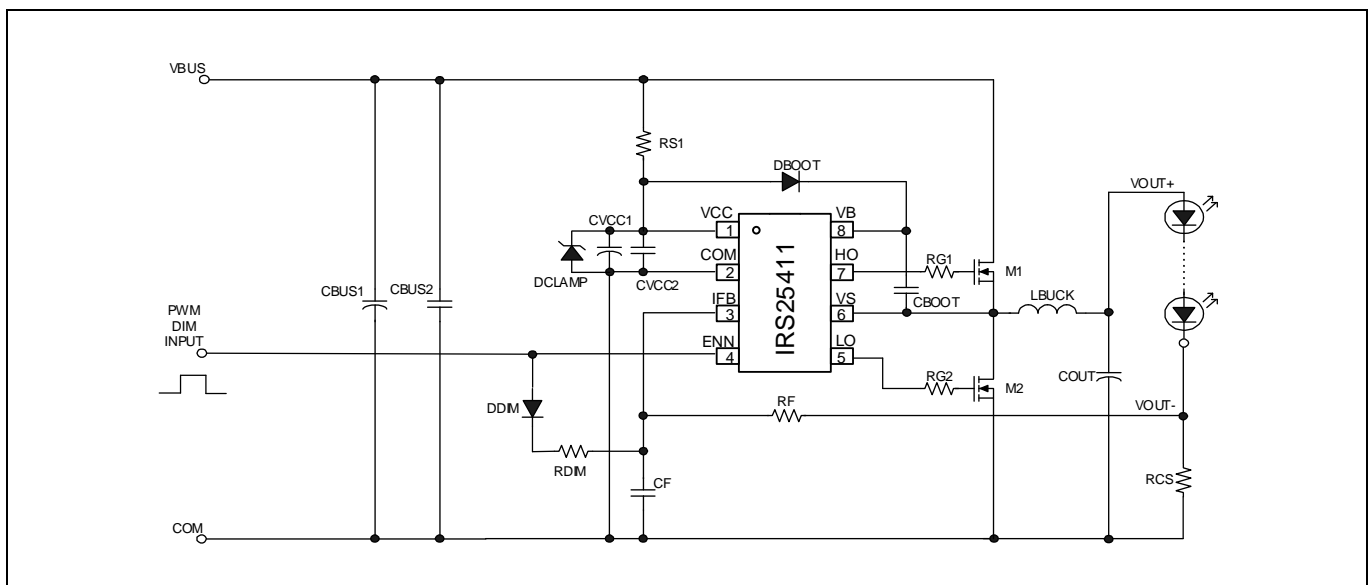 VBUS
RS1
DBOOT
VOUT+
VCC
1
CVCC1
VB
8
COM
2
HO
7
RG1
M1
DCLAMP
CVCC2
CBOOT
LBUCK
CBUS1
CBUS2
IFB
3
VS
6
IRS25411
PWM
DIM
INPUT
ENN
4
LO
5
RG2
M2
COUT
DDIM
RF
VOUT-
RDIM
CF
RCS
COM